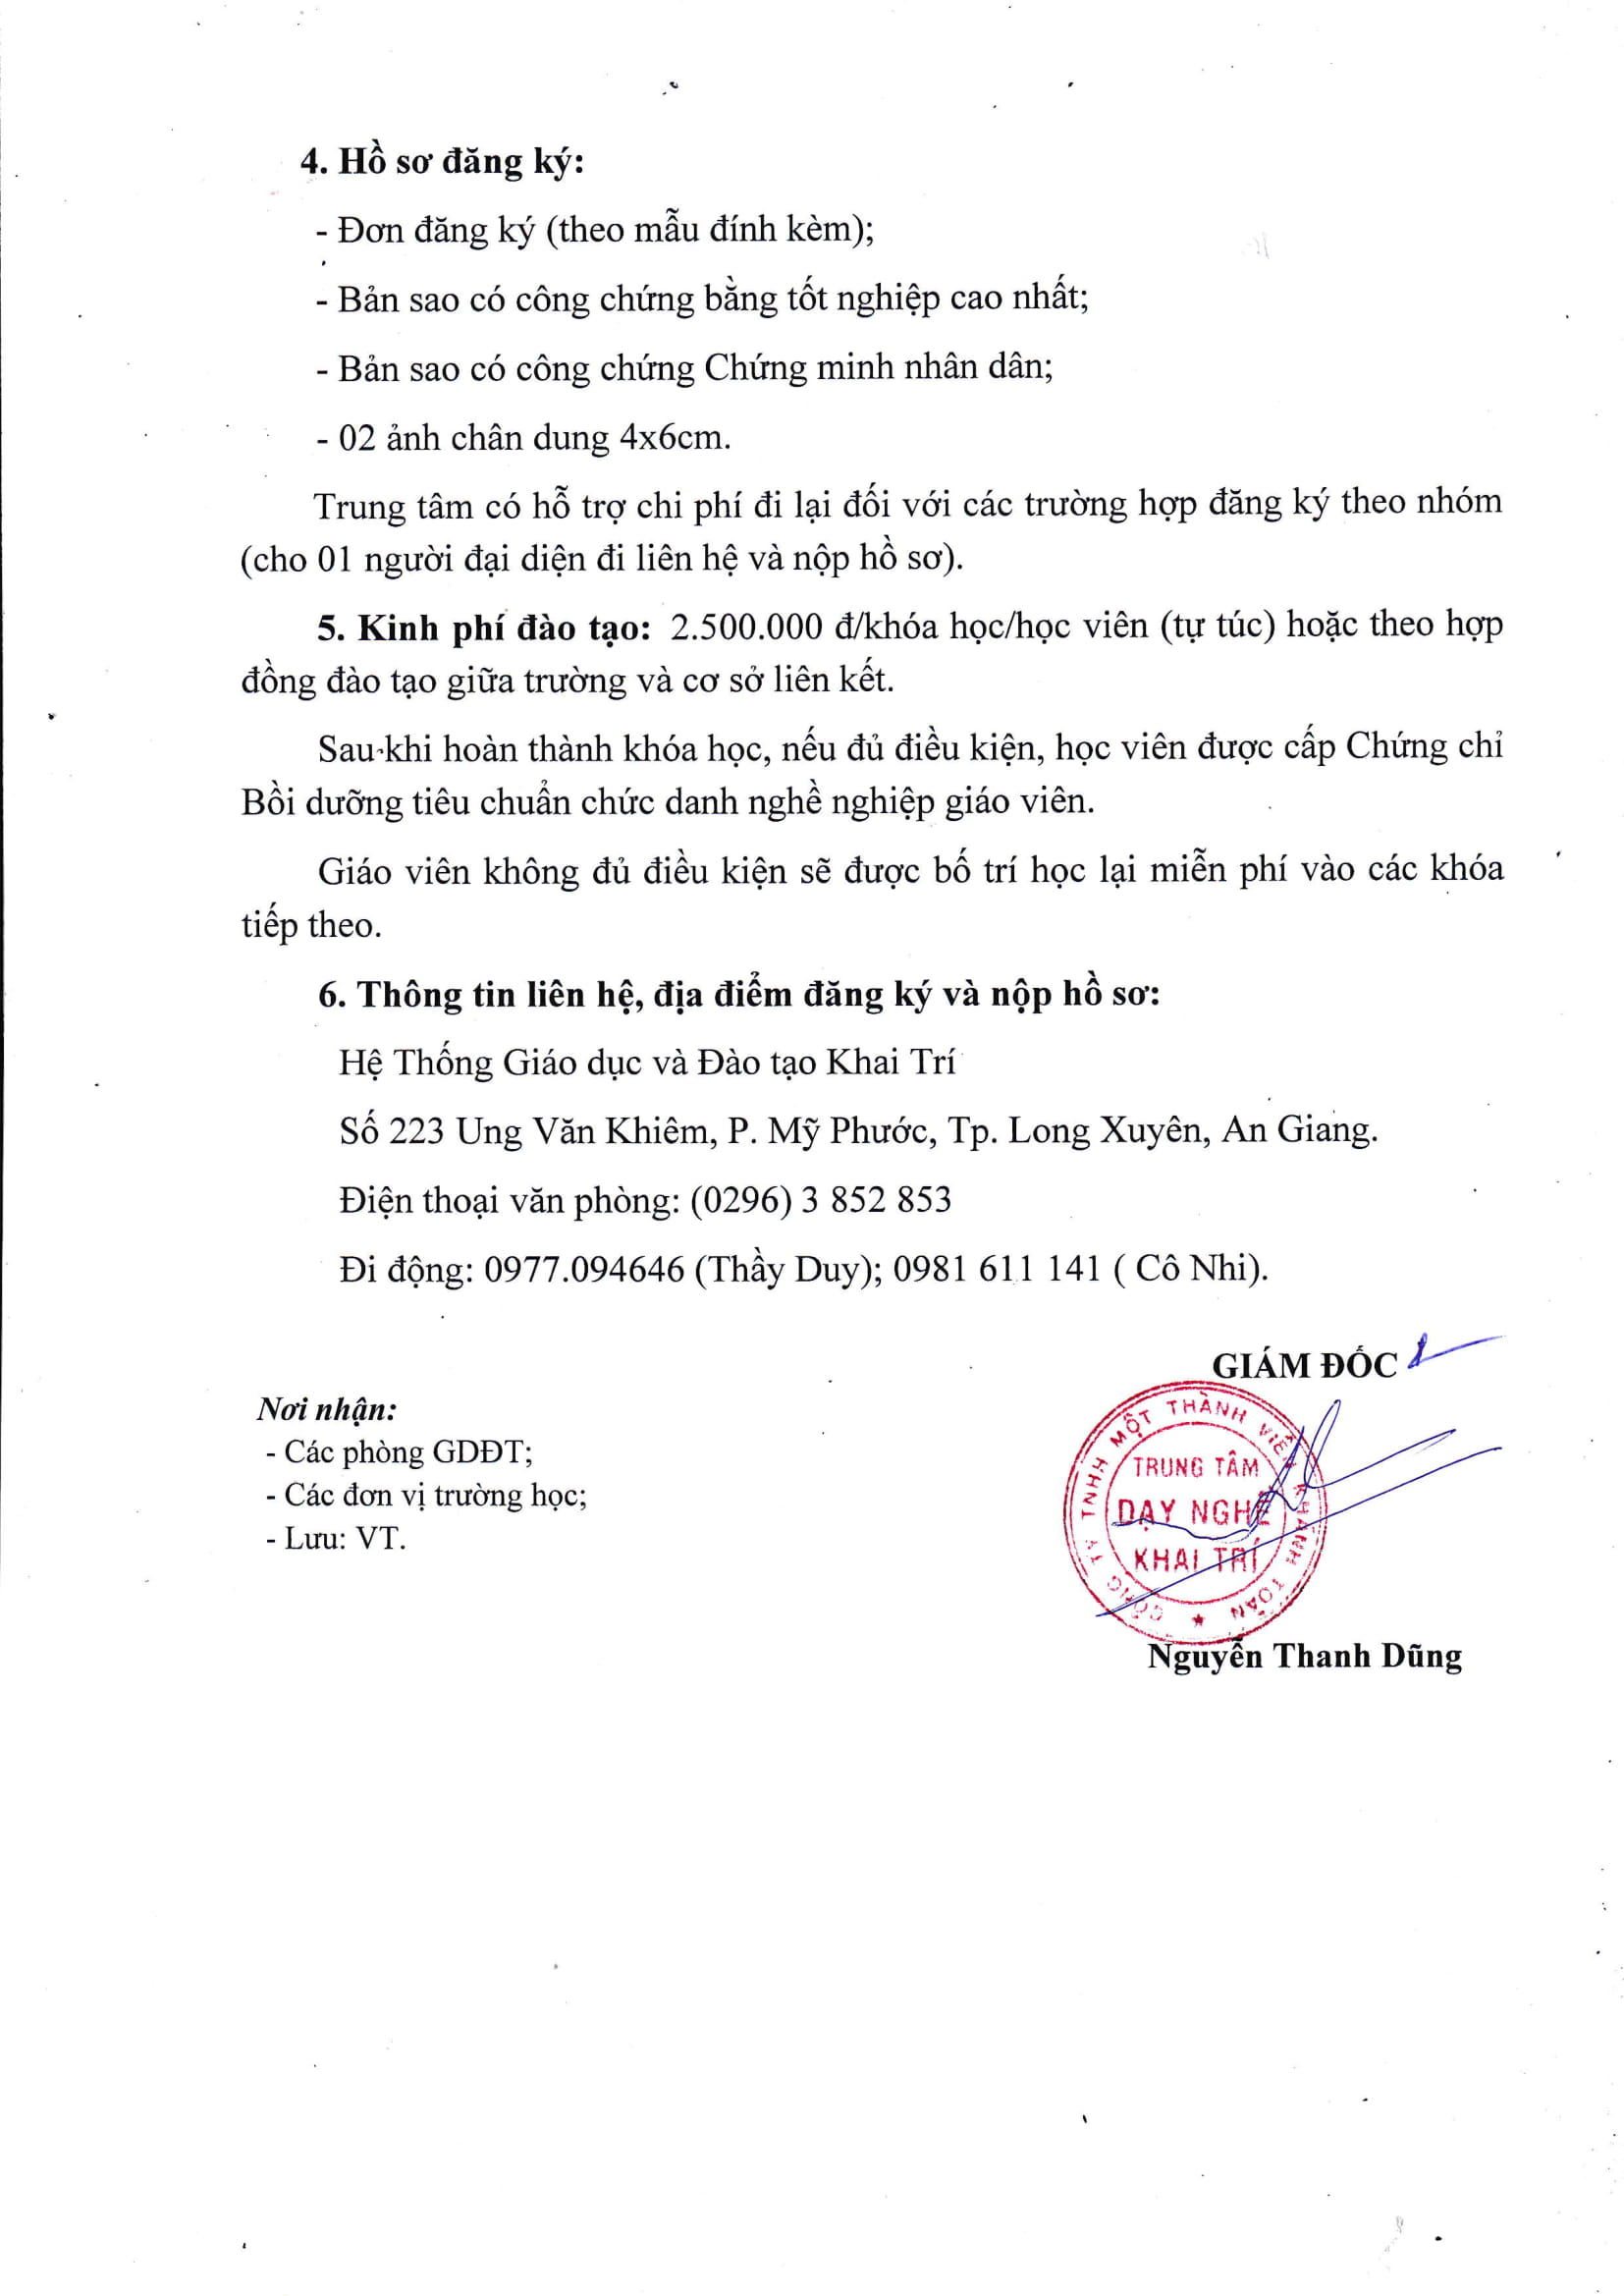 4. Hồ sơ đăng ký:
- Đơn đăng ký (theo mẫu đính kèm);
- Bản sao có công chứng bằng tốt nghiệp cao nhất;
- Bản sao có công chứng Chứng minh nhân dân;
- 02 ảnh chân dung 4x6cm.
Trung tâm có hỗ trợ chi phí đi lại đối với các trường hợp đăng ký theo nhóm
(cho 01 người đại diện đi liên hệ và nộp hồ sơ).
5. Kinh phí đào tạo: 2.500.000 đ/khóa học/học viên (tự túc) hoặc theo hợp
đồng đào tạo giữa trường và cơ sở liên kết.
Sau khi hoàn thành khóa học, nếu đủ điều kiện, học viên được cấp Chứng chỉ
Bồi dưỡng tiêu chuẩn chức danh nghề nghiệp giáo viên.
Giáo viên không đủ điều kiện sẽ được bố trí học lại miễn phí vào các khóa
tiếp theo.
6. Thông tin liên hệ, địa điểm đăng ký và nộp hồ sơ:
Hệ Thống Giáo dục và Đào tạo Khai Trí
Số 223 Ung Văn Khiêm, P. Mỹ Phước, Tp. Long Xuyên, An Giang.
Điện thoại văn phòng: (0296) 3 852 853
Đi động: 0977.094646 (Thầy Duy); 0981 611 141 ( Cô Nhi).
GIÁM ĐỐC
Nơi nhận:
- Các phòng GDĐT;
- Các đơn vị trường học;
- Lưu: VT.
CÔNG TY TNHH MỘT THÀNH VIÊN KHÁNH TOÀN
TRUNG TÂM
DẠY NGHỀ
KHAI TRÍ
Nguyễn Thanh Dũng